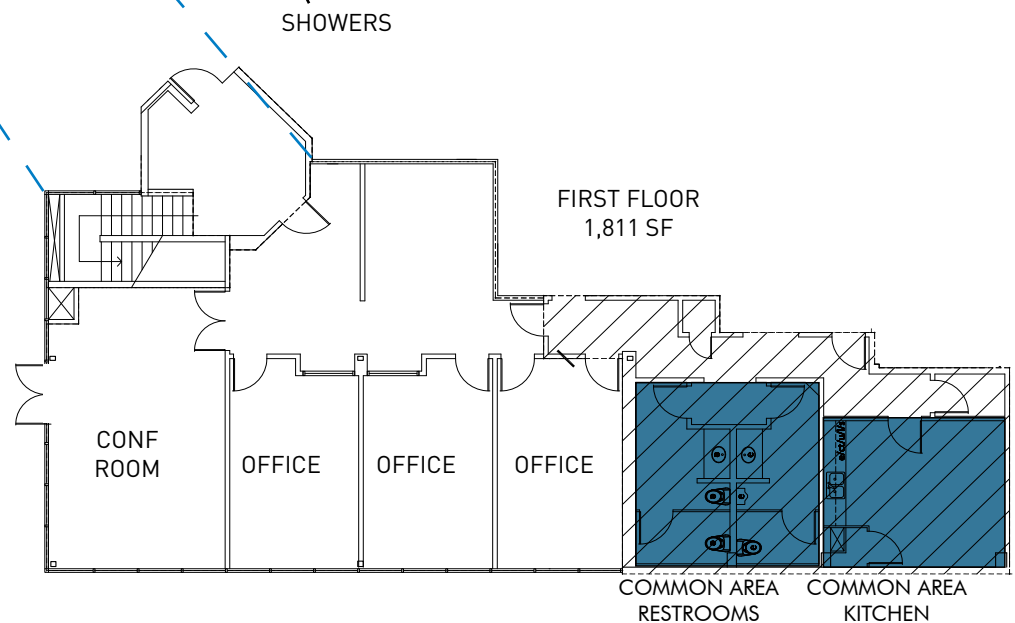 SHOWERS
FIRST FLOOR
1,811 SF
CONF
ROOM
OFFICE
OFFICE
OFFICE
COMMON AREA
RESTROOMS
COMMON AREA
KITCHEN